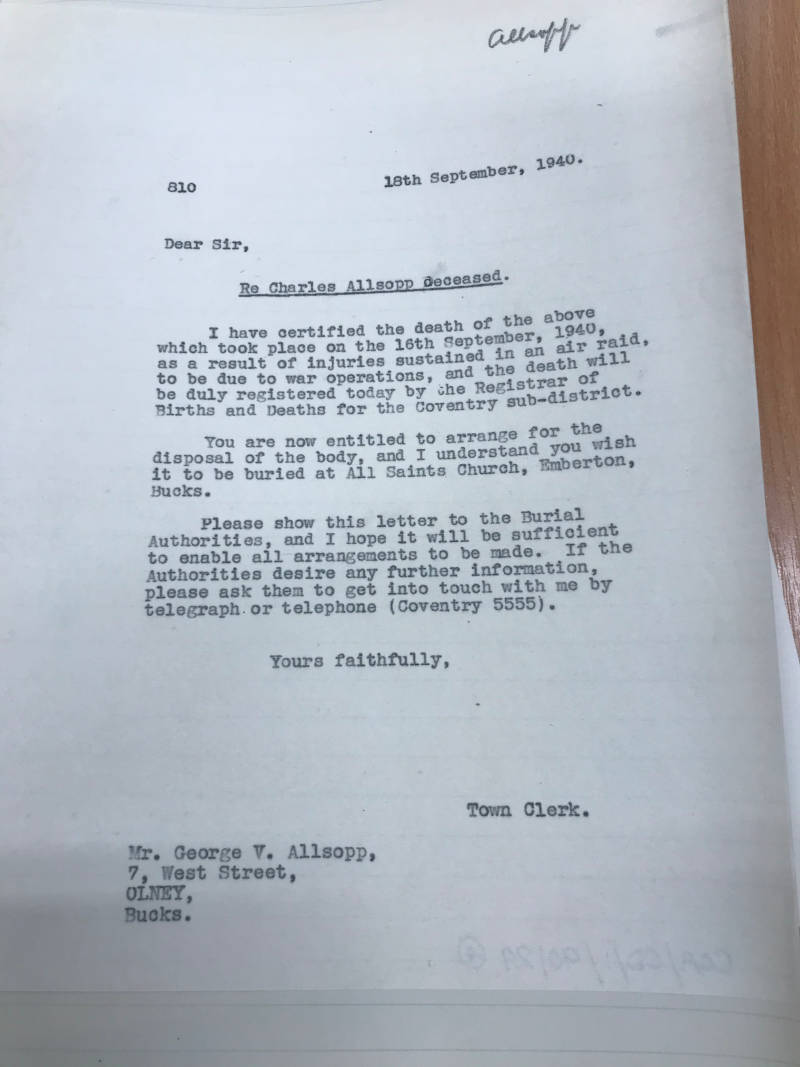 Allsopp
810
18th September, 1940.
Dear Sir,
Re Charles Allsopp deceased.
I have certified the death of the above
which took place on the 16th September, 1940,
as a result of injuries sustained in an air raid,
to be due to war operations, and the death will
be duly registered today by the Registrar of
Births and Deaths for the Coventry sub-district.
You are now entitled to arrange for the
disposal of the body, and I understand you wish
it to be buried at All Saints Church, Emberton,
Bucks.
Please show this letter to the Burial
Authorities, and I hope it will be sufficient
to enable all arrangements to be made. If the
Authorities desire any further information,
please ask them to get into touch with me by
telegraph or telephone (Coventry 5555).
Yours faithfully,
Town Clerk.
Mr. George V. Allsopp,
7, West Street,
OLNEY,
Bucks.